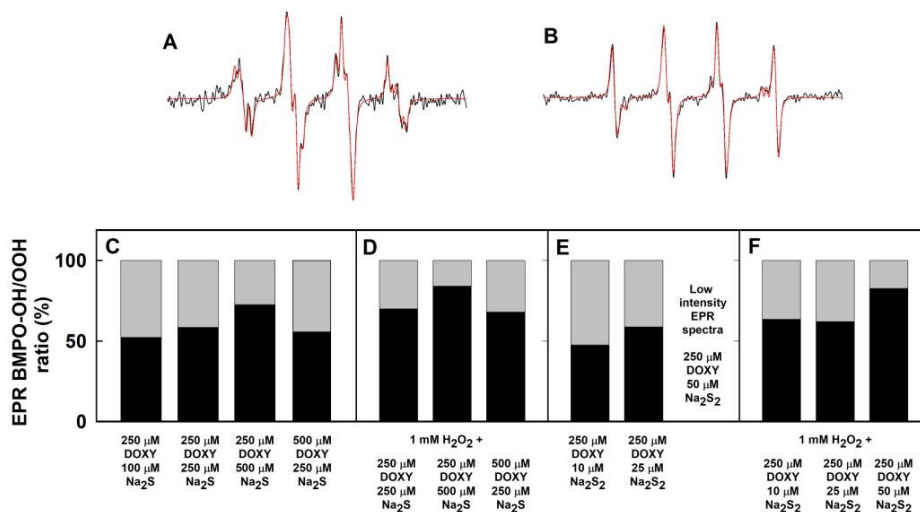 A
B
EPR BMPO-OH/OOH
ratio (%)
100
50
0
C
D
E
F
Low
intensity
EPR
spectra
250 μM
DOXY
50 μM
Na₂S₂
250 μM
DOXY
100 μM
Na₂S
250 μM
DOXY
250 μM
Na₂S
250 μM
DOXY
500 μM
Na₂S
500 μM
DOXY
250 μM
Na₂S
1 mM H₂O₂ +
250 μM
DOXY
250 μM
Na₂S
250 μM
DOXY
500 μM
Na₂S
500 μM
DOXY
250 μM
Na₂S
250 μM
DOXY
10 μM
Na₂S₂
250 μM
DOXY
25 μM
Na₂S₂
1 mM H₂O₂ +
250 μM
DOXY
10 μM
Na₂S₂
250 μM
DOXY
25 μM
Na₂S₂
250 μM
DOXY
50 μM
Na₂S₂